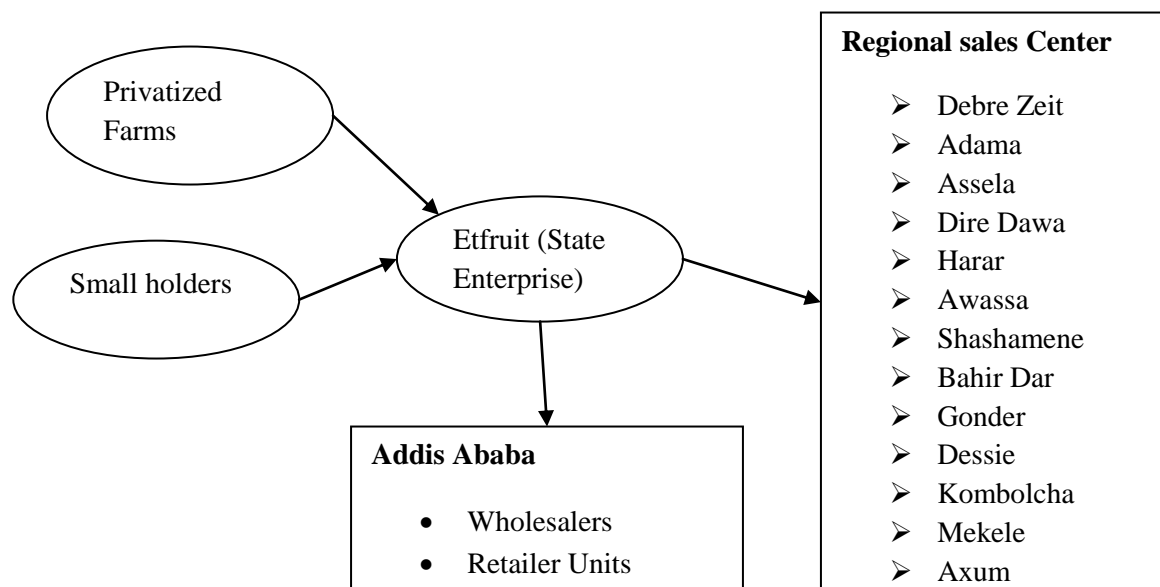 Privatized
Farms
Small holders
Etfruit (State
Enterprise)
Addis Ababa
• Wholesalers
• Retailer Units
Regional sales Center
➢ Debre Zeit
➢ Adama
➢ Assela
➢ Dire Dawa
➢ Harar
➢ Awassa
➢ Shashamene
➢ Bahir Dar
➢ Gonder
➢ Dessie
➢ Kombolcha
➢ Mekele
➢ Axum